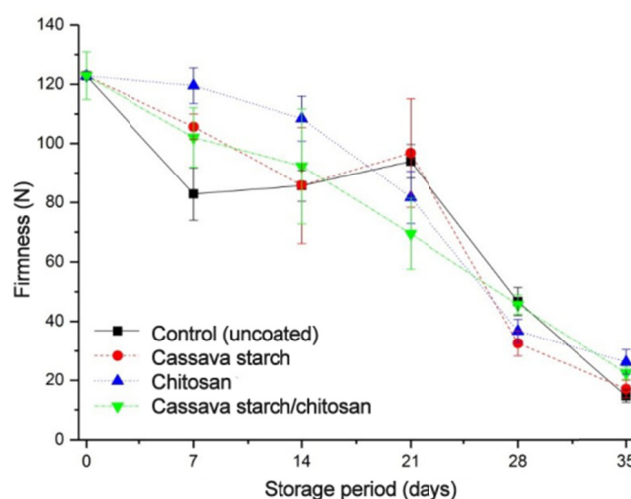 140
120
100
80
60
40
20
0
Firmness (N)
Control (uncoated)
Cassava starch
Chitosan
Cassava starch/chitosan
0 7 14 21 28 35
Storage period (days)